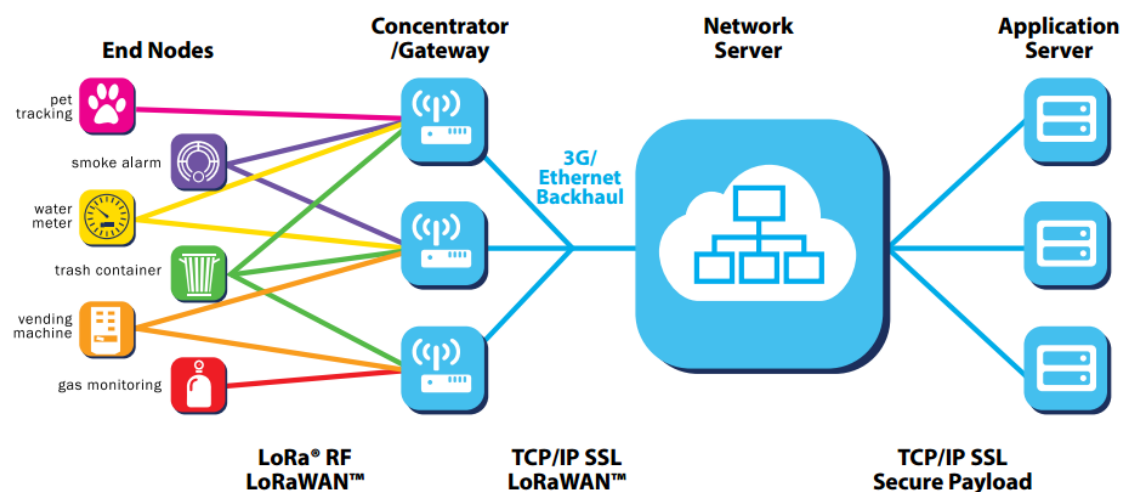 End Nodes
Concentrator
/Gateway
Network
Server
Application
Server
pet
tracking
smoke alarm
water
meter
trash container
vending
machine
gas monitoring
3G/
Ethernet
Backhaul
LoRa® RF
LoRaWAN™
TCP/IP SSL
LoRaWAN™
TCP/IP SSL
Secure Payload